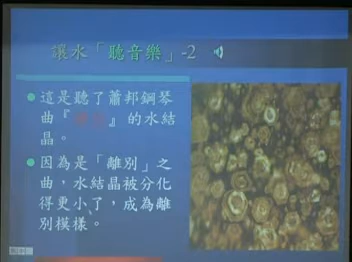 讓水「聽音樂」-2
這是聽了蕭邦鋼琴
曲『離別』的水結
晶。
因為是「離別」之
曲，水結晶被分化
得更小了，成為離
別模樣。